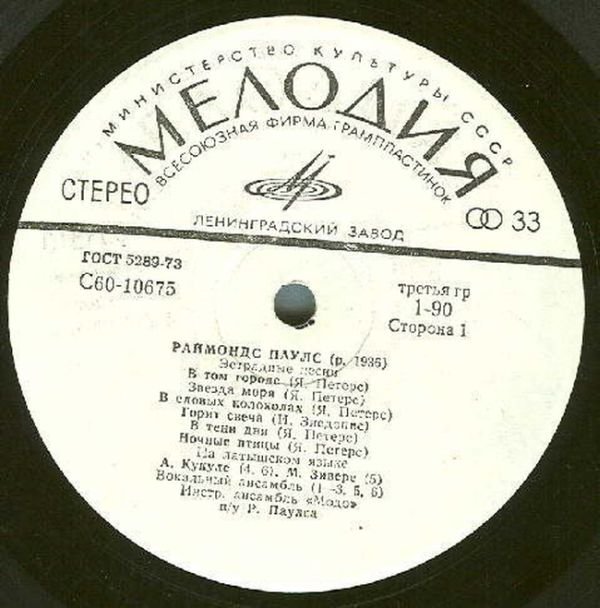 МИНИСТЕРСТВО КУЛЬТУРЫ СССР
МЕЛОДИЯ
ВСЕСОЮЗНАЯ ФИРМА ГРАМПЛАСТИНОК
СТЕРЕО
33
ЛЕНИНГРАДСКИЙ ЗАВОД
ГОСТ 5289-73
С60-10675
третья гр
1-90
Сторона 1
РАЙМОНДС ПАУЛС (р. 1936)
Эстрадные песни
В том городе (Я. Петерс)
Звезда моря (Я. Петерс)
В еловых колоколах (Я. Петерс)
Горит свеча (И. Зиедонис)
В тени дня (Я. Петерс)
Ночные птицы (Я. Петерс)
На латышском языке
А. Кукуле (4, 6). М. Зивере (5)
Вокальный ансамбль (1-3, 5, 6)
Инстр. ансамбль «Модо»
п/у Р. Паулса